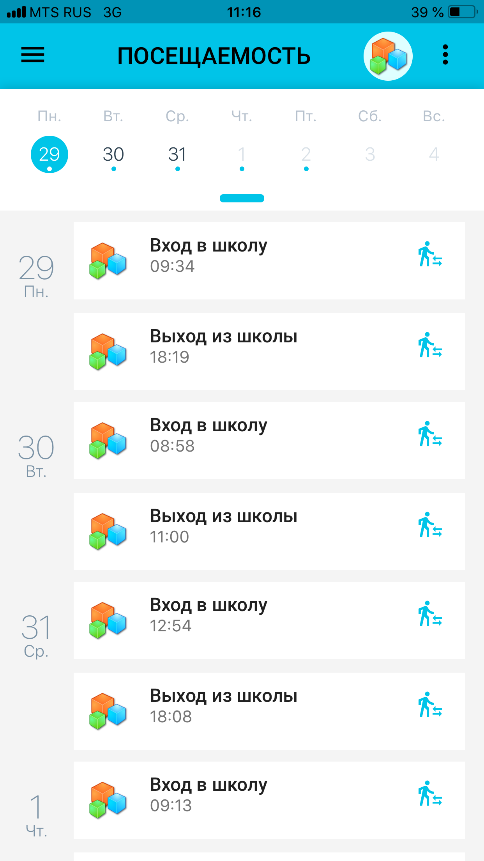 MTS RUS 3G 11:16 39 %
ПОСЕЩАЕМОСТЬ
Пн. Вт. Ср. Чт. Пт. Сб. Вс.
29 30 31 1 2 3 4
29
Пн.
Вход в школу
09:34
Выход из школы
18:19
30
Вт.
Вход в школу
08:58
Выход из школы
11:00
31
Ср.
Вход в школу
12:54
Выход из школы
18:08
1
Чт.
Вход в школу
09:13